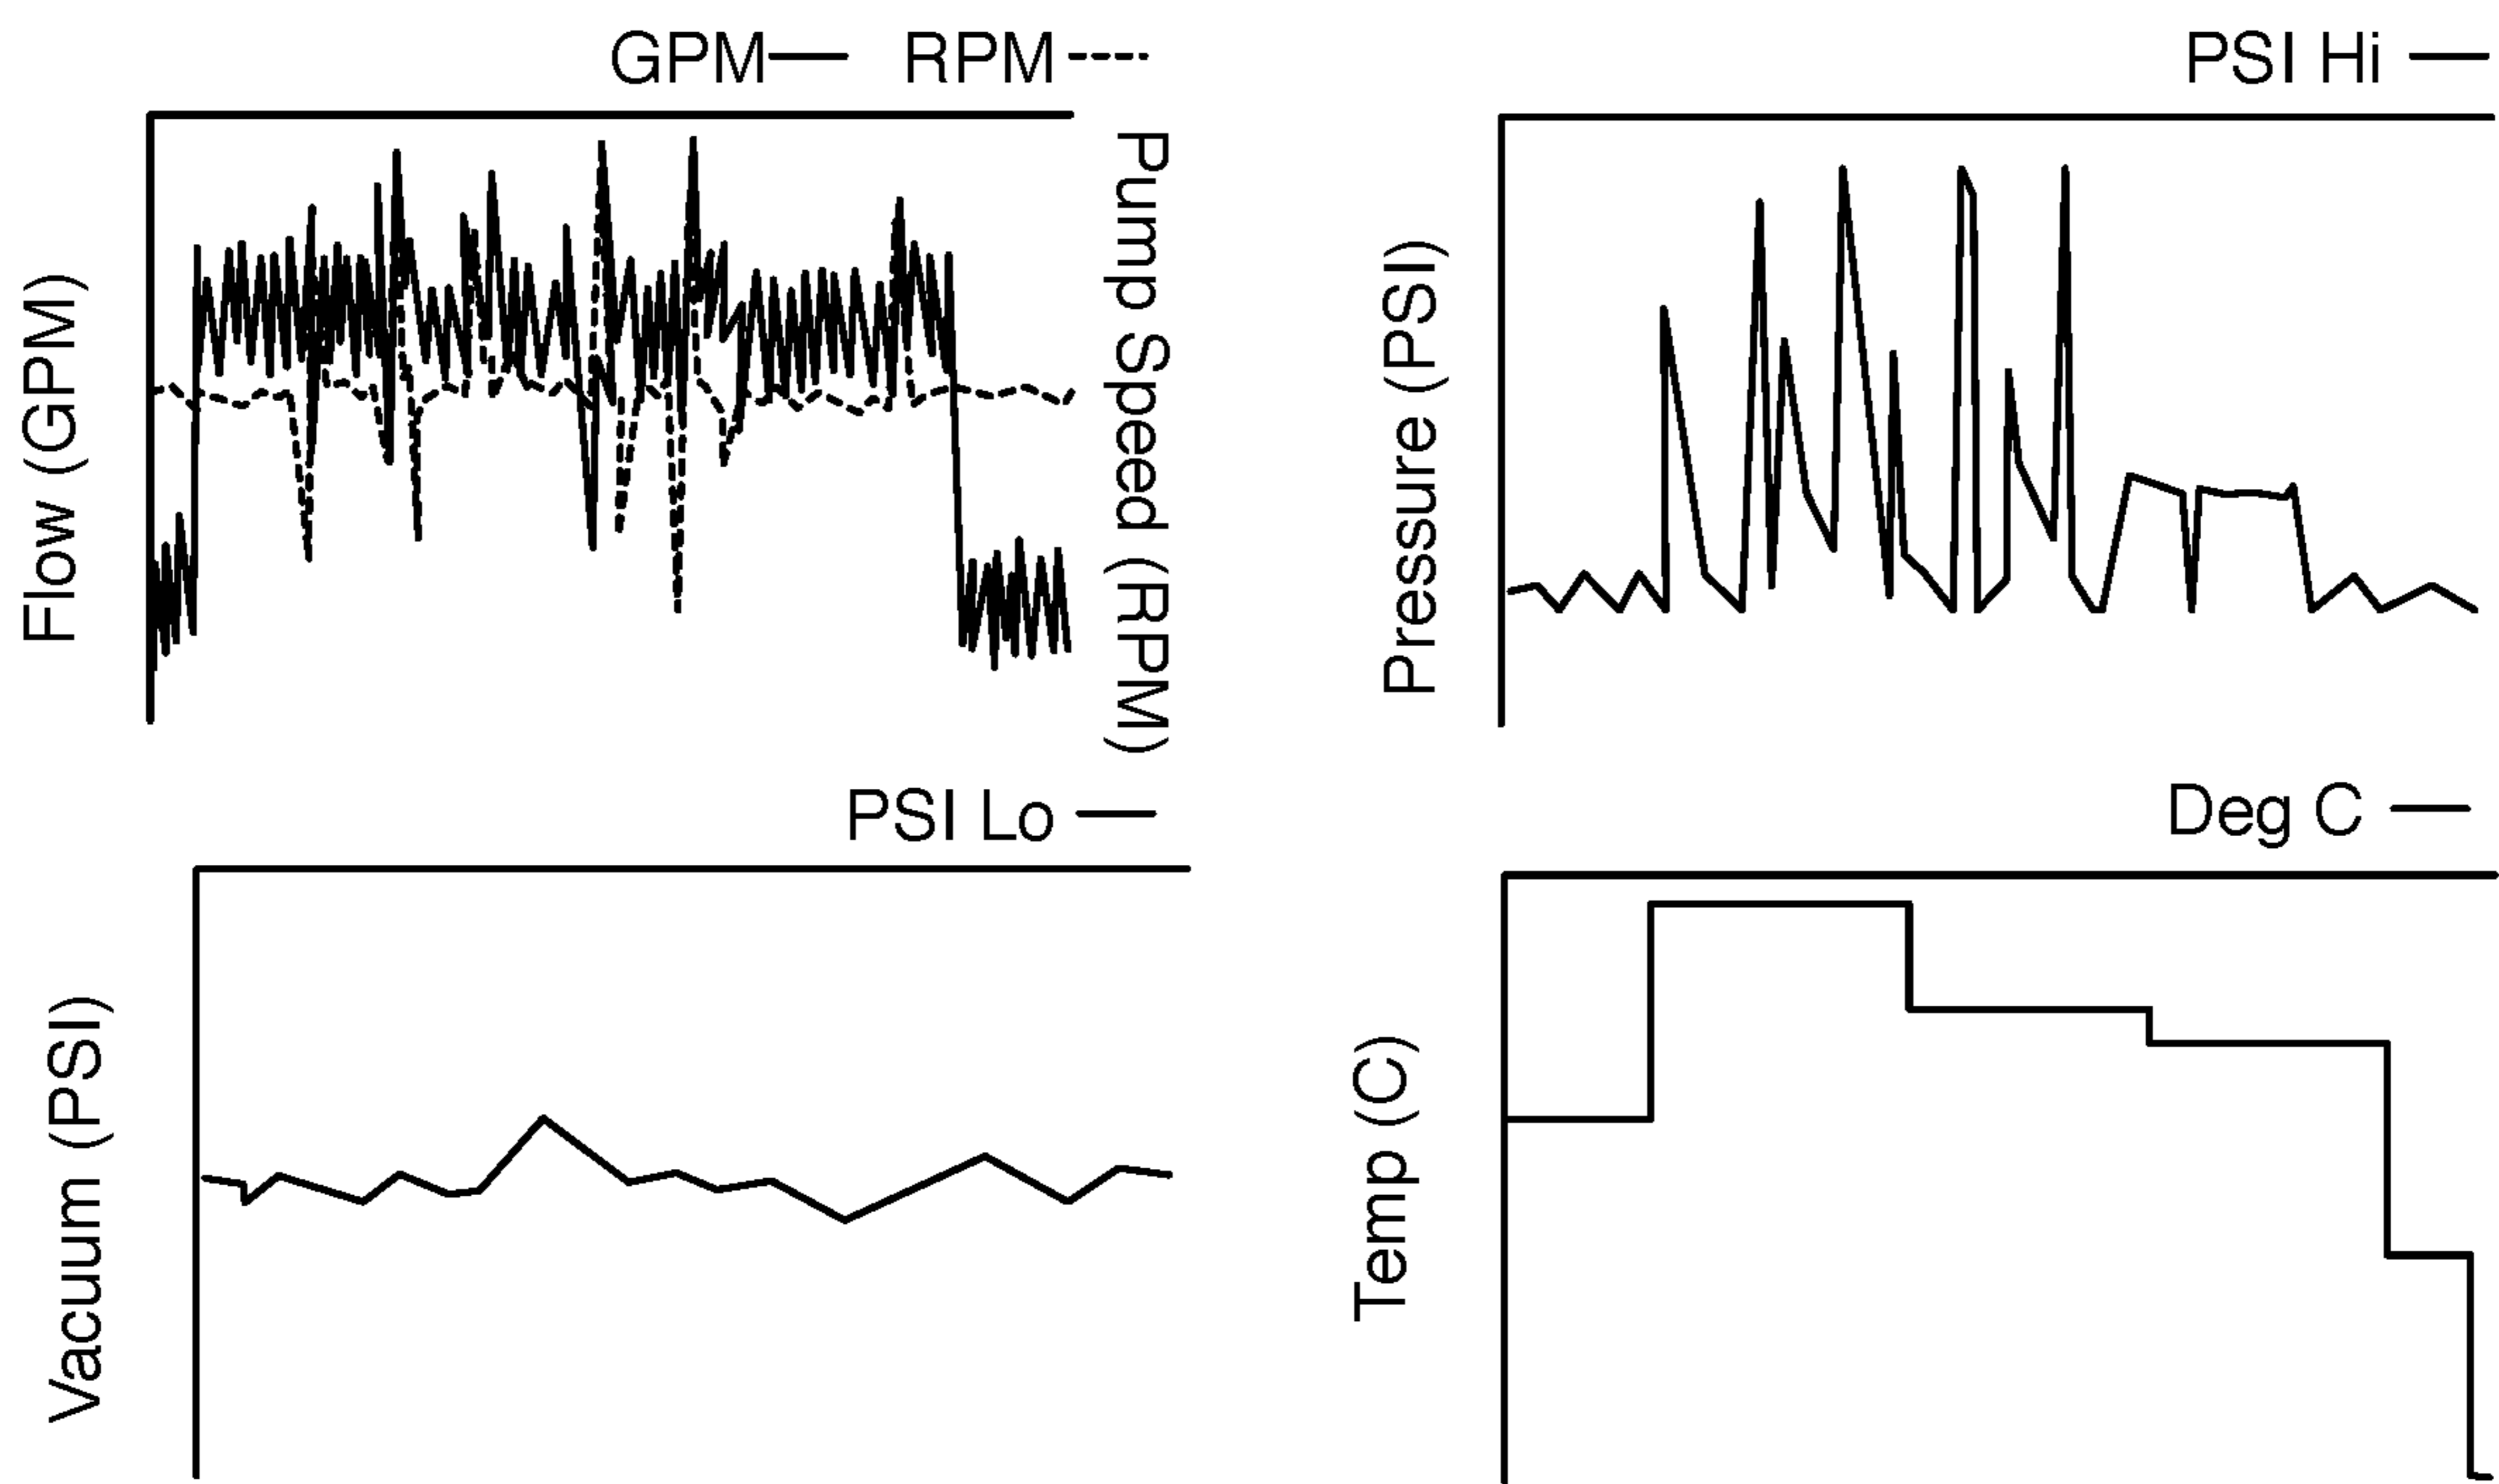 GPM RPM
Flow (GPM)
Pump Speed (RPM)
PSI Hi
Pressure (PSI)
PSI Lo
Vacuum (PSI)
Deg C
Temp (C)